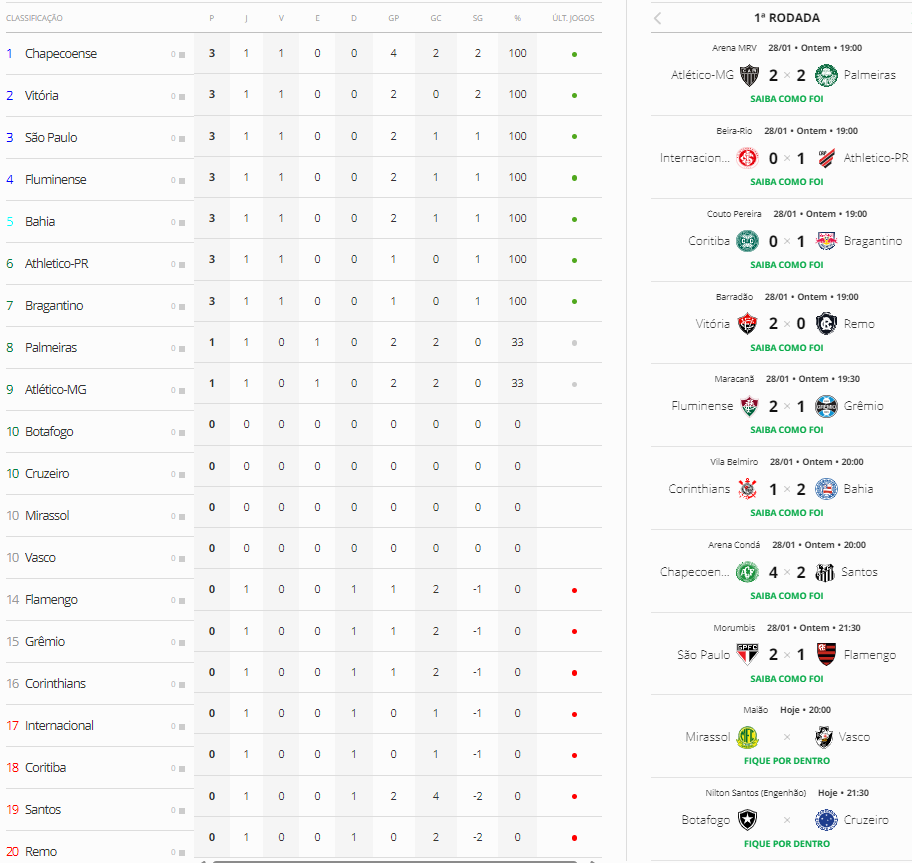 CLASSIFICAÇÃO P J V E D GP GC SG % ÚLT. JOGOS
1 Chapecoense 0 3 1 1 0 0 4 2 2 100
2 Vitória 0 3 1 1 0 0 2 0 2 100
3 São Paulo 0 3 1 1 0 0 2 1 1 100
4 Fluminense 0 3 1 1 0 0 2 1 1 100
5 Bahia 0 3 1 1 0 0 2 1 1 100
6 Athletico-PR 0 3 1 1 0 0 1 0 1 100
7 Bragantino 0 3 1 1 0 0 1 0 1 100
8 Palmeiras 0 1 1 0 1 0 2 2 0 33
9 Atlético-MG 0 1 1 0 1 0 2 2 0 33
10 Botafogo 0 0 0 0 0 0 0 0 0 0
10 Cruzeiro 0 0 0 0 0 0 0 0 0 0
10 Mirassol 0 0 0 0 0 0 0 0 0 0
10 Vasco 0 0 0 0 0 0 0 0 0 0
14 Flamengo 0 0 1 0 0 1 1 2 -1 0
15 Grêmio 0 0 1 0 0 1 1 2 -1 0
16 Corinthians 0 0 1 0 0 1 1 2 -1 0
17 Internacional 0 0 1 0 0 1 0 1 -1 0
18 Coritiba 0 0 1 0 0 1 0 1 -1 0
19 Santos 0 0 1 0 0 1 2 4 -2 0
20 Remo 0 0 1 0 0 1 0 2 -2 0
1ª RODADA
Arena MRV 28/01 • Ontem • 19:00
Atlético-MG 2 × 2 Palmeiras
SAIBA COMO FOI
Beira-Rio 28/01 • Ontem • 19:00
Internacion... 0 × 1 Athletico-PR
SAIBA COMO FOI
Couto Pereira 28/01 • Ontem • 19:00
Coritiba 0 × 1 Bragantino
SAIBA COMO FOI
Barradão 28/01 • Ontem • 19:00
Vitória 2 × 0 Remo
SAIBA COMO FOI
Maracanã 28/01 • Ontem • 19:30
Fluminense 2 × 1 Grêmio
SAIBA COMO FOI
Vila Belmiro 28/01 • Ontem • 20:00
Corinthians 1 × 2 Bahia
SAIBA COMO FOI
Arena Condá 28/01 • Ontem • 20:00
Chapecoen... 4 × 2 Santos
SAIBA COMO FOI
Morumbis 28/01 • Ontem • 21:30
São Paulo 2 × 1 Flamengo
SAIBA COMO FOI
Maião Hoje • 20:00
Mirassol × Vasco
FIQUE POR DENTRO
Nilton Santos (Engenhão) Hoje • 21:30
Botafogo × Cruzeiro
FIQUE POR DENTRO